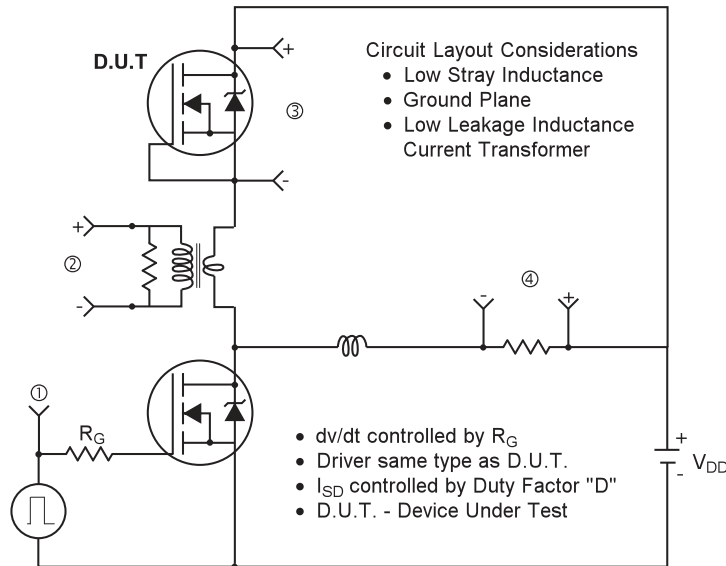 D.U.T
+
③
-
Circuit Layout Considerations
• Low Stray Inductance
• Ground Plane
• Low Leakage Inductance
Current Transformer
+
②
-
④
-
+
①
R_G
• dv/dt controlled by R_G
• Driver same type as D.U.T.
• I_SD controlled by Duty Factor "D"
• D.U.T. - Device Under Test
+
V_DD
-